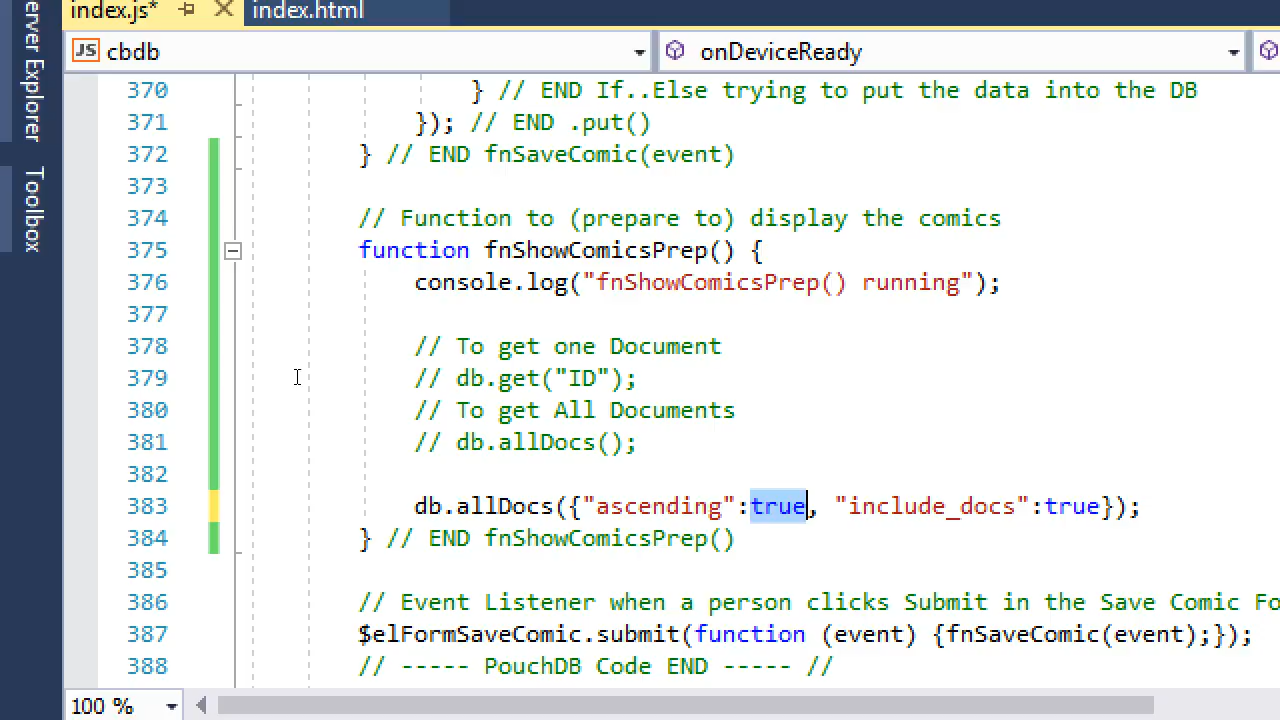 index.js*
index.html
erver Explorer
Toolbox
JS cbdb
onDeviceReady
370 } // END If..Else trying to put the data into the DB
371 }); // END .put()
372 } // END fnSaveComic(event)
373
374 // Function to (prepare to) display the comics
375 function fnShowComicsPrep() {
376 console.log("fnShowComicsPrep() running");
377
378 // To get one Document
379 // db.get("ID");
380 // To get All Documents
381 // db.allDocs();
382
383 db.allDocs({"ascending":true, "include_docs":true});
384 } // END fnShowComicsPrep()
385
386 // Event Listener when a person clicks Submit in the Save Comic Fo
387 $elFormSaveComic.submit(function (event) {fnSaveComic(event);});
388 // ----- PouchDB Code END ----- //
100 %